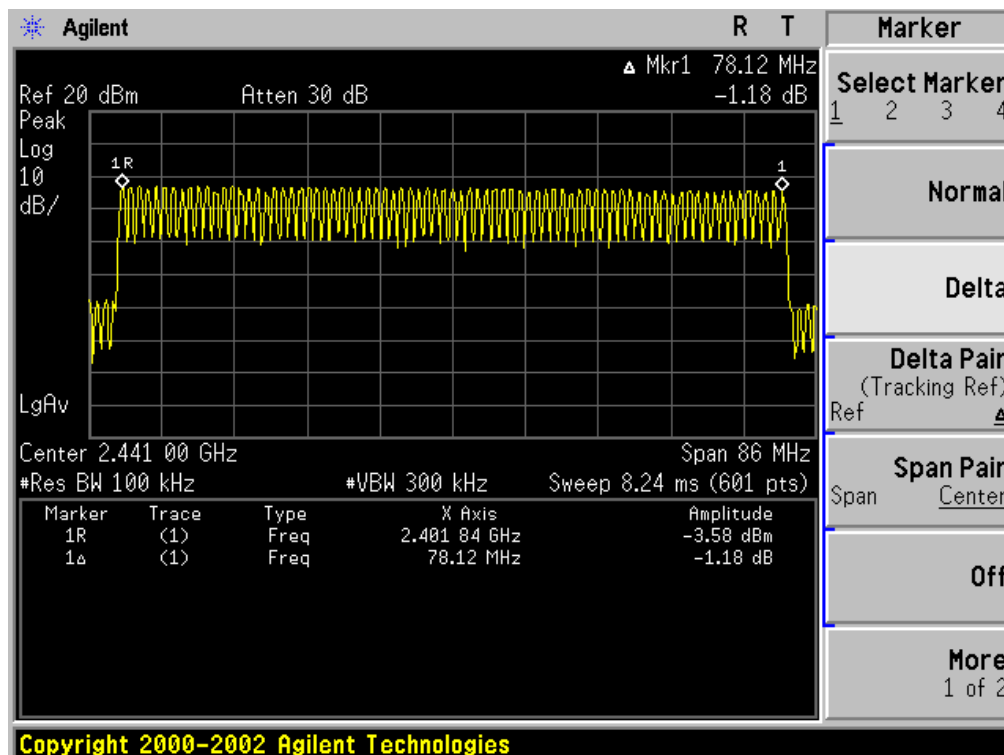 Agilent R T Marker
Δ Mkr1 78.12 MHz
Ref 20 dBm Atten 30 dB -1.18 dB
Peak
Log
10
dB/
1R
1
LgAv
Center 2.441 00 GHz Span 86 MHz
#Res BW 100 kHz #VBW 300 kHz Sweep 8.24 ms (601 pts)
Marker Trace Type X Axis Amplitude
1R (1) Freq 2.401 84 GHz -3.58 dBm
1Δ (1) Freq 78.12 MHz -1.18 dB
Select Marker
1 2 3 4
Normal
Delta
Delta Pair
(Tracking Ref)
Ref Δ
Span Pair
Span Center
Off
More
1 of 2
Copyright 2000-2002 Agilent Technologies